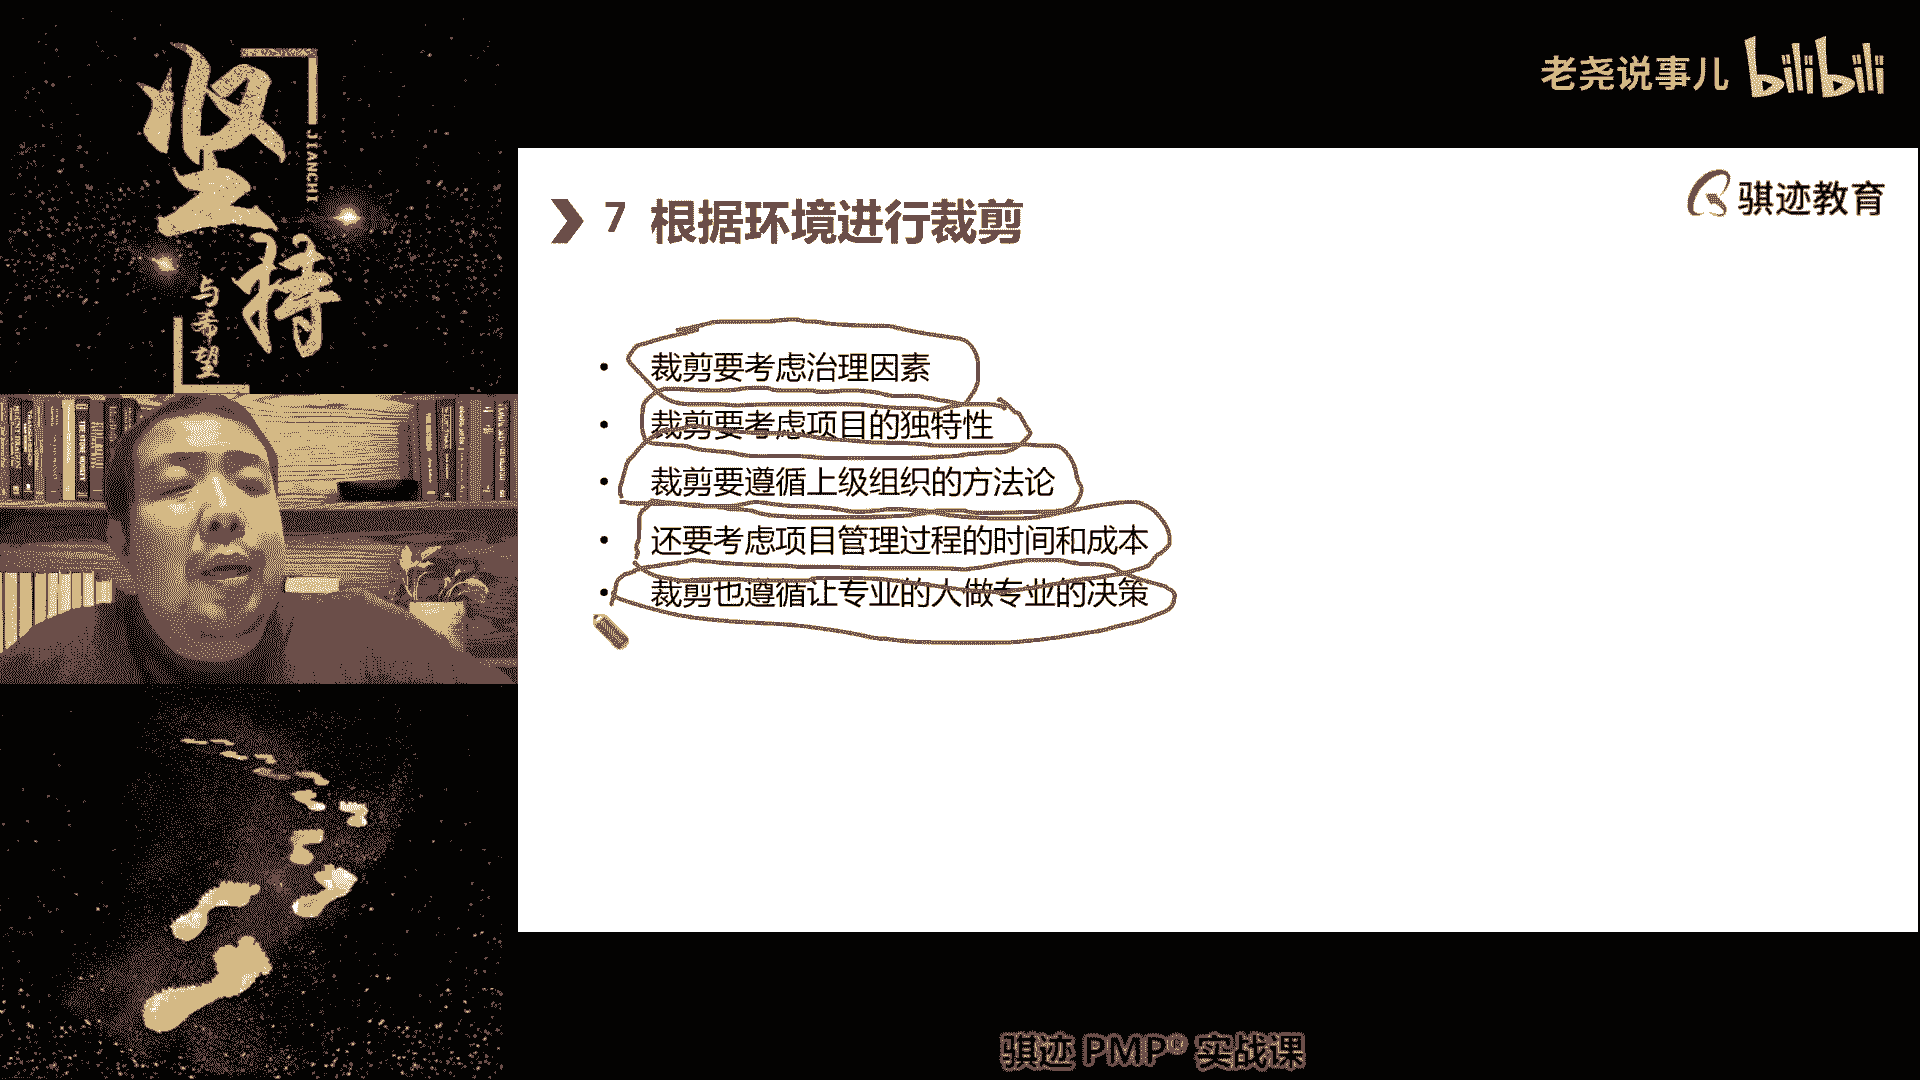 坚持
JIANCHI
与希望
老尧说事儿 bilibili
骐迹教育
7 根据环境进行裁剪
• 裁剪要考虑治理因素
• 裁剪要考虑项目的独特性
• 裁剪要遵循上级组织的方法论
• 还要考虑项目管理过程的时间和成本
• 裁剪也遵循让专业的人做专业的决策
骐迹 PMP® 实战课